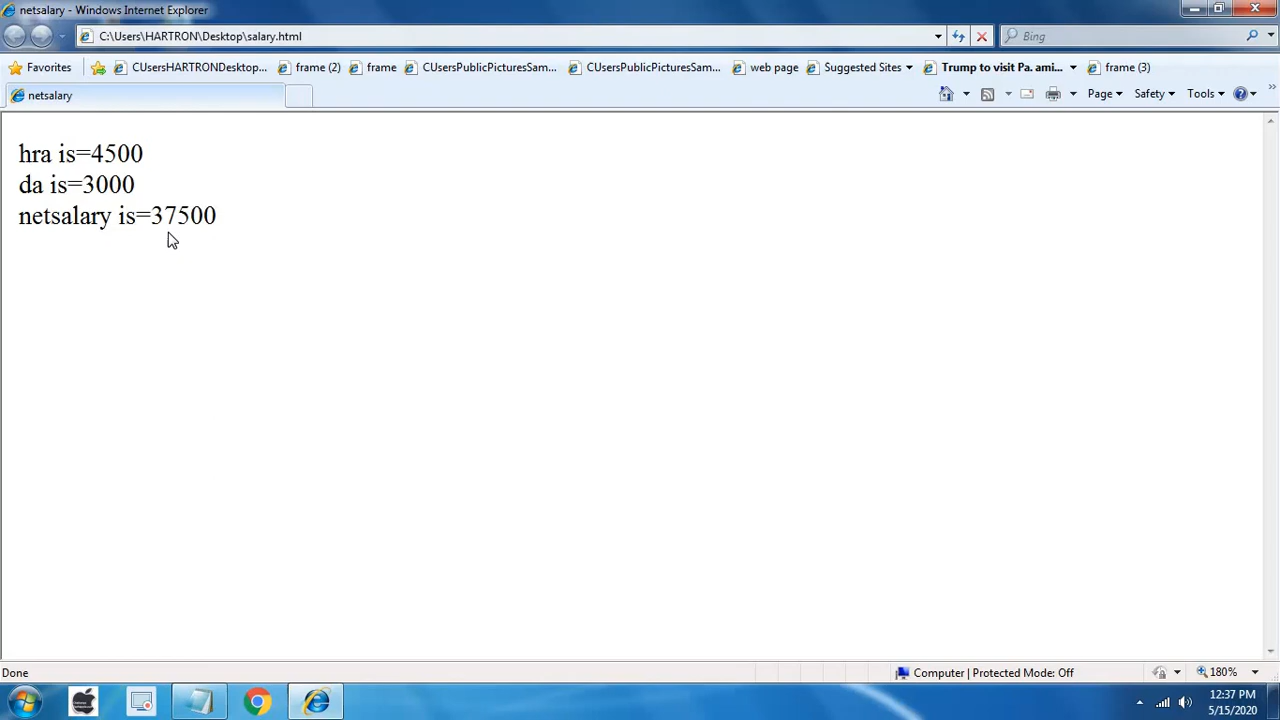 netsalary - Windows Internet Explorer
C:\Users\HARTRON\Desktop\salary.html
Bing
Favorites
CUsersHARTRONDesktop...
frame (2)
frame
CUsersPublicPicturesSam...
CUsersPublicPicturesSam...
web page
Suggested Sites
Trump to visit Pa. ami...
frame (3)
netsalary
Page
Safety
Tools
hra is=4500
da is=3000
netsalary is=37500
Done
Computer | Protected Mode: Off
180%
12:37 PM
5/15/2020